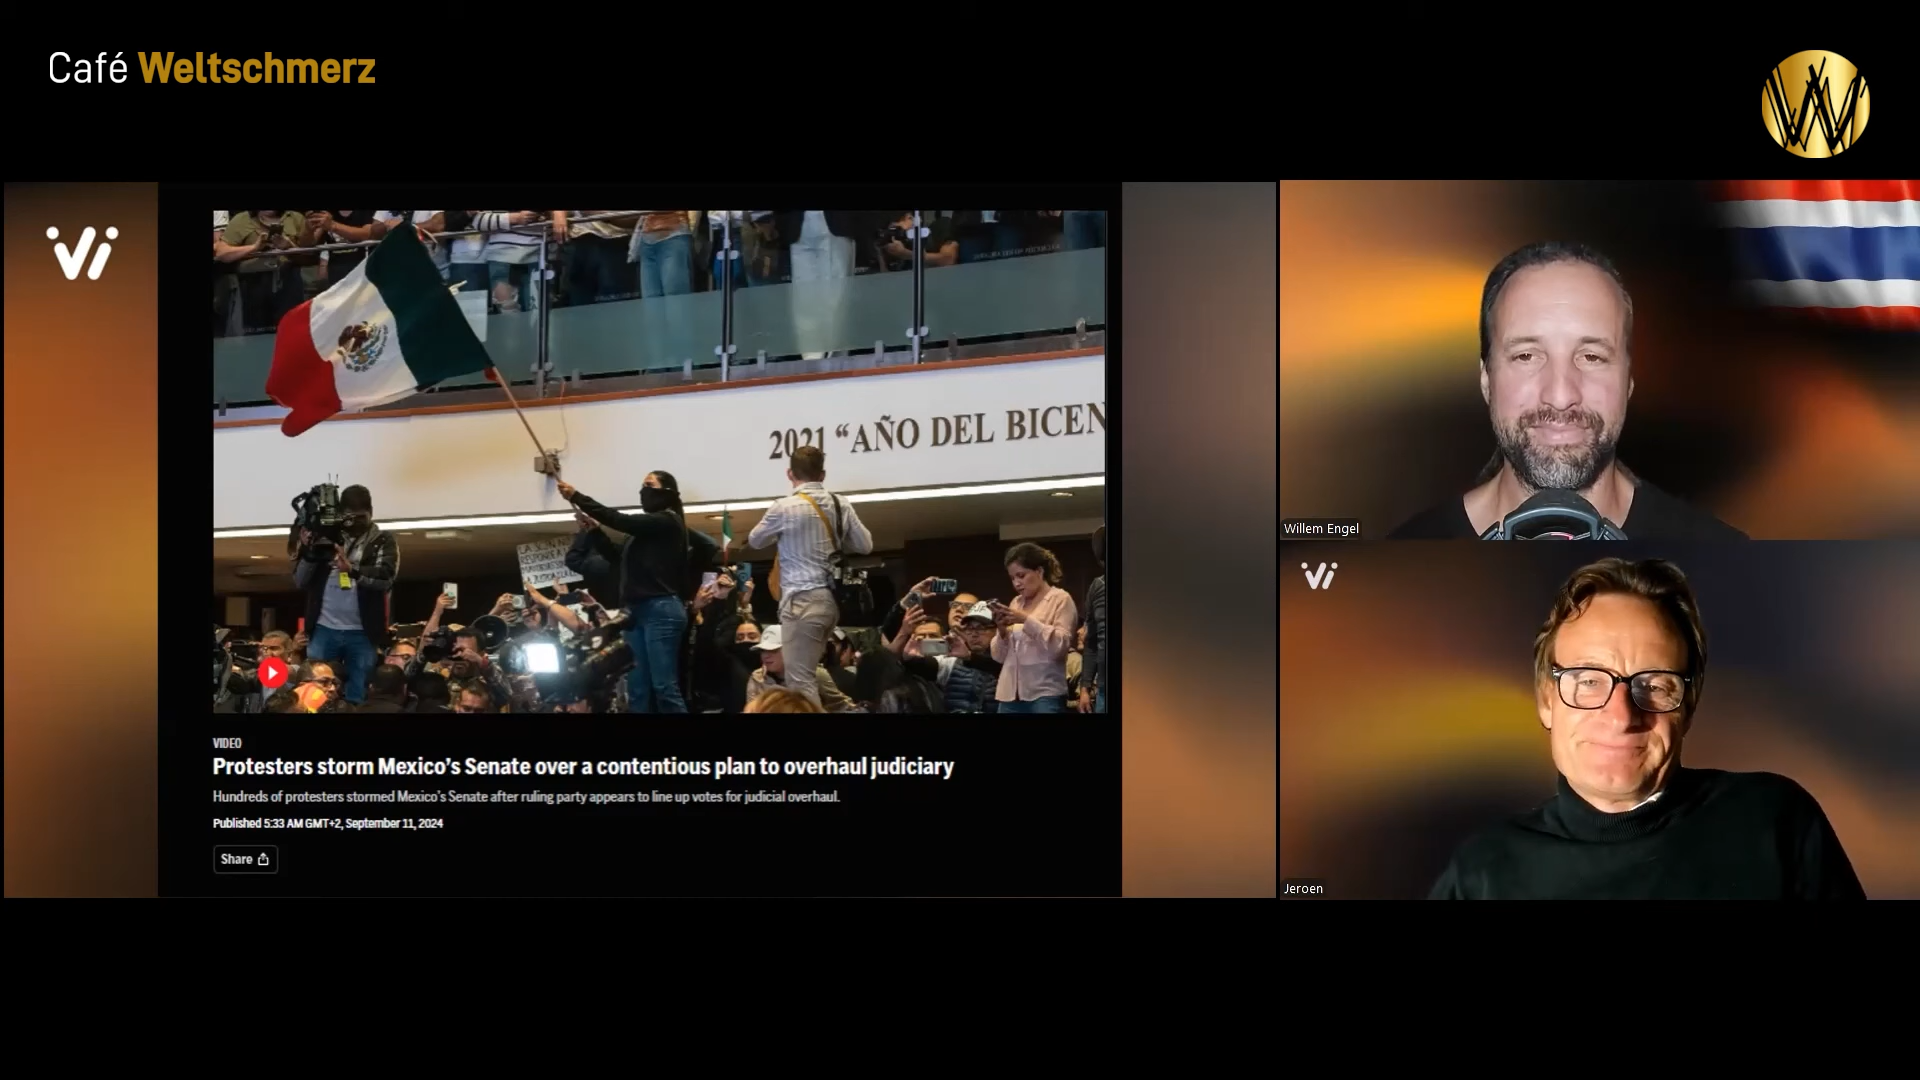 Café Weltschmerz
2021 “AÑO DEL BICEN
VIDEO
Protesters storm Mexico’s Senate over a contentious plan to overhaul judiciary
Hundreds of protesters stormed Mexico’s Senate after ruling party appears to line up votes for judicial overhaul.
Published 5:33 AM GMT+2, September 11, 2024
Share
Willem Engel
Jeroen